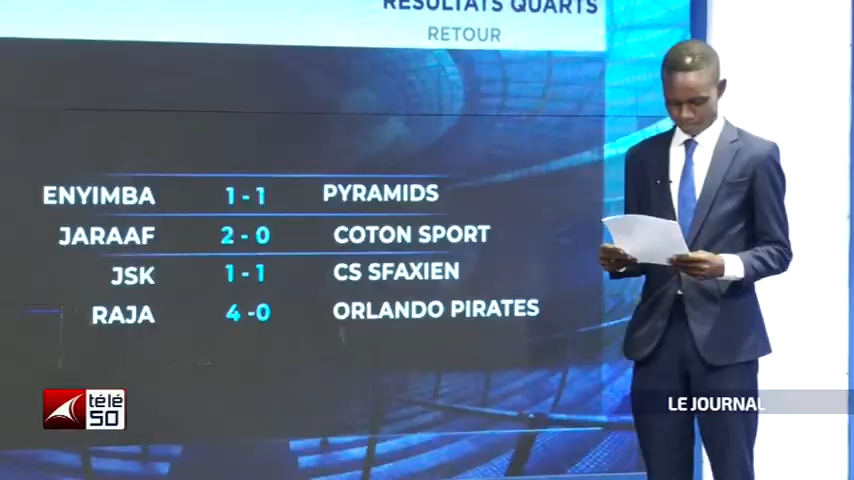 RESULTATS QUARTS
RETOUR
ENYIMBA 1 - 1 PYRAMIDS
JARAAF 2 - 0 COTON SPORT
JSK 1 - 1 CS SFAXIEN
RAJA 4 -0 ORLANDO PIRATES
télé
50
LE JOURNAL